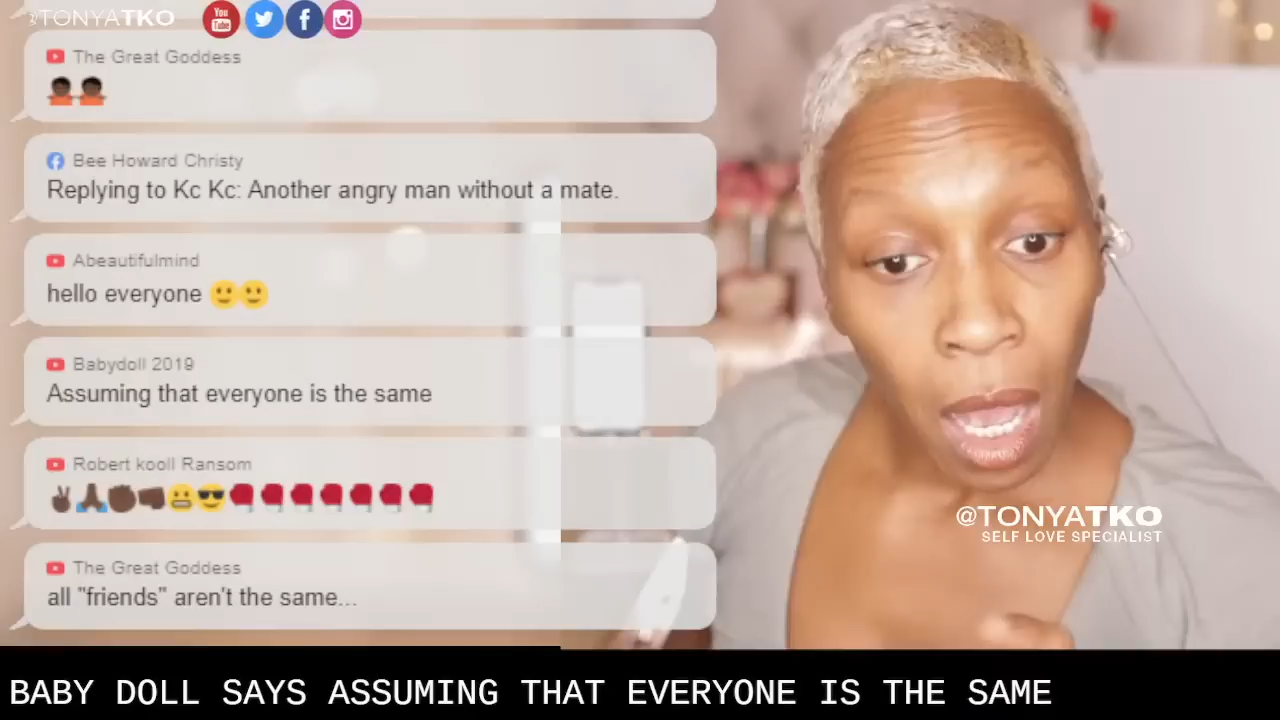 @TONYATKO
You Tube
The Great Goddess
Bee Howard Christy
Replying to Kc Kc: Another angry man without a mate.
Abeautifulmind
hello everyone 🙂🙂
Babydoll 2019
Assuming that everyone is the same
Robert kooll Ransom
The Great Goddess
all "friends" aren't the same...
@TONYATKO
SELF LOVE SPECIALIST
BABY DOLL SAYS ASSUMING THAT EVERYONE IS THE SAME